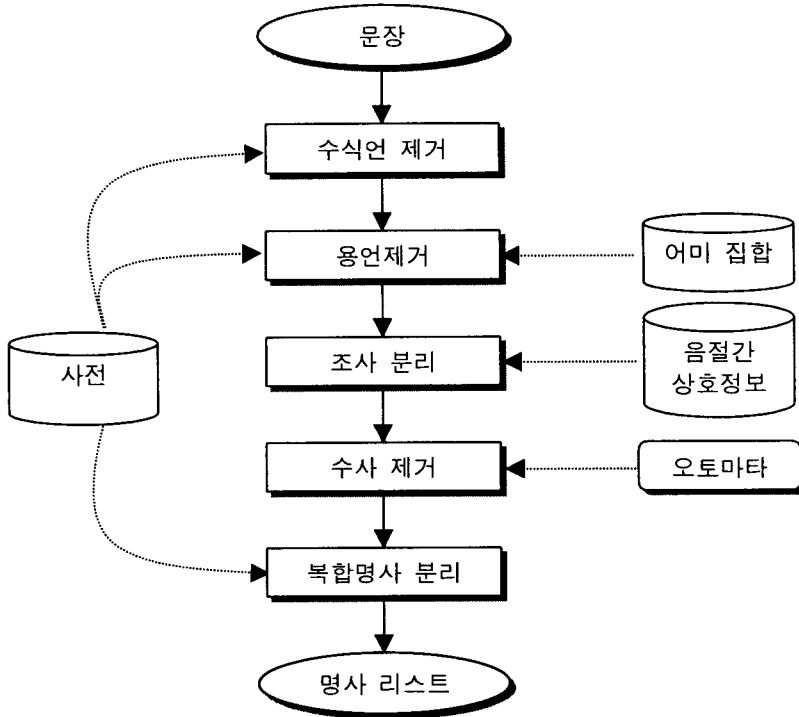 문장
수식언 제거
용언제거
어미 집합
사전
조사 분리
음절간
상호정보
수사 제거
오토마타
복합명사 분리
명사 리스트